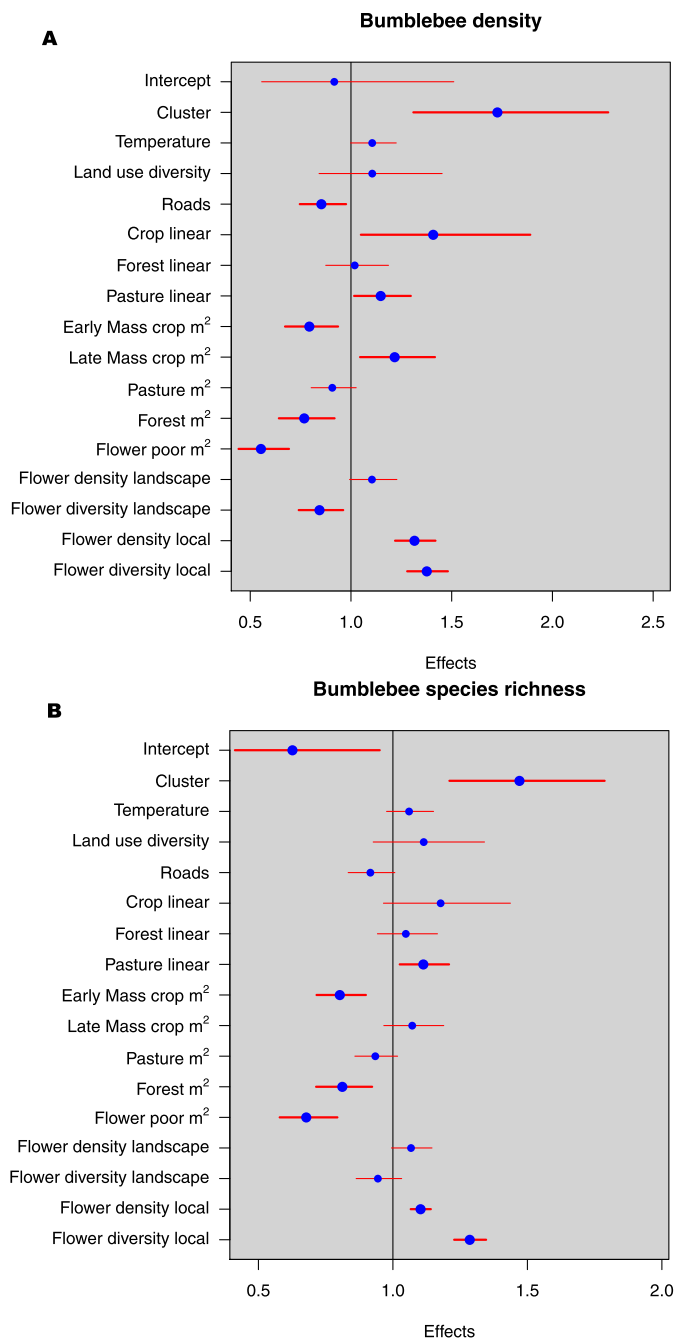 Bumblebee density
A
Intercept
Cluster
Temperature
Land use diversity
Roads
Crop linear
Forest linear
Pasture linear
Early Mass crop m²
Late Mass crop m²
Pasture m²
Forest m²
Flower poor m²
Flower density landscape
Flower diversity landscape
Flower density local
Flower diversity local
0.5 1.0 1.5 2.0 2.5
Effects
Bumblebee species richness
B
Intercept
Cluster
Temperature
Land use diversity
Roads
Crop linear
Forest linear
Pasture linear
Early Mass crop m²
Late Mass crop m²
Pasture m²
Forest m²
Flower poor m²
Flower density landscape
Flower diversity landscape
Flower density local
Flower diversity local
0.5 1.0 1.5 2.0
Effects